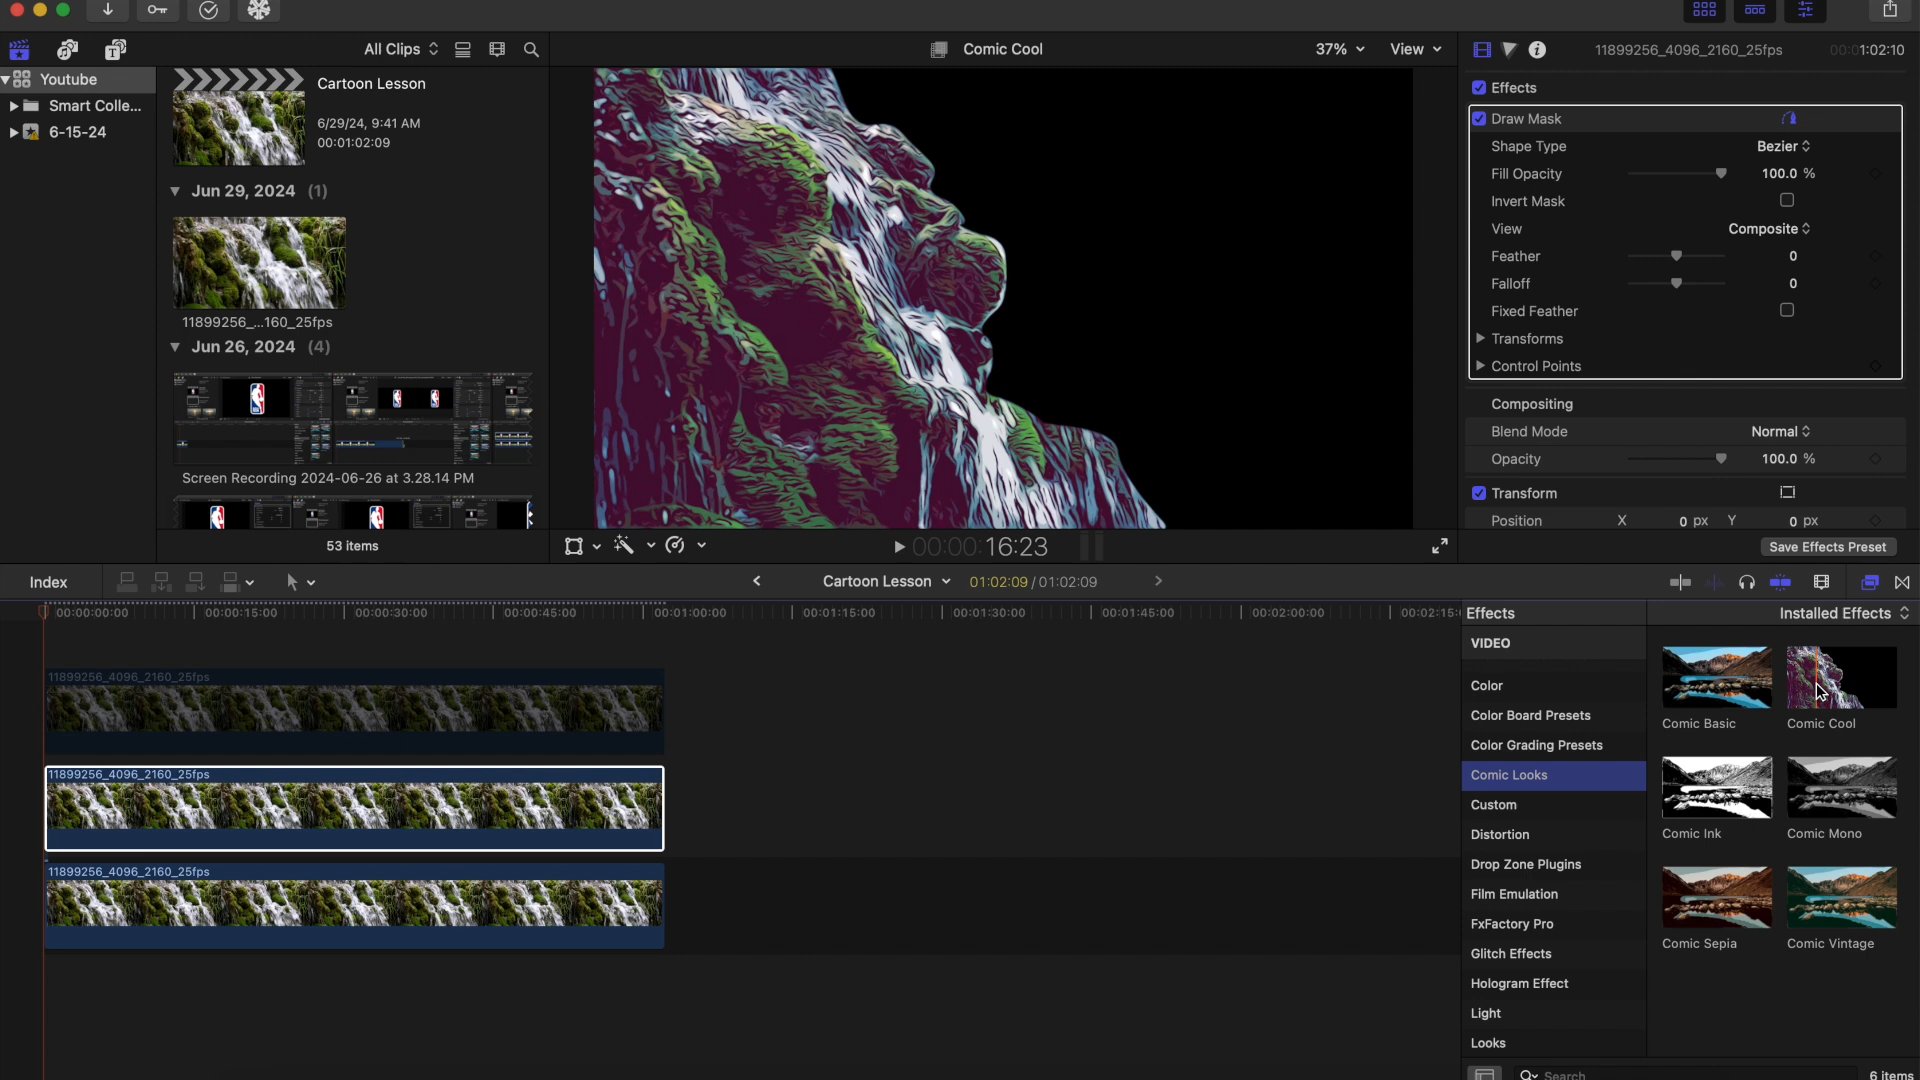 All Clips
Comic Cool
37%
View
11899256_4096_2160_25fps
00:01:02:10
Youtube
Smart Colle...
6-15-24
Cartoon Lesson
6/29/24, 9:41 AM
00:01:02:09
Jun 29, 2024 (1)
11899256_...160_25fps
Jun 26, 2024 (4)
Screen Recording 2024-06-26 at 3.28.14 PM
53 items
00:00:00:16:23
Effects
Draw Mask
Shape Type
Bezier
Fill Opacity
100.0 %
Invert Mask
View
Composite
Feather
0
Falloff
0
Fixed Feather
Transforms
Control Points
Compositing
Blend Mode
Normal
Opacity
100.0 %
Transform
Position
X
0 px
Y
0 px
Save Effects Preset
Index
Cartoon Lesson
01:02:09 / 01:02:09
00:00:00:00
00:00:15:00
00:00:30:00
00:00:45:00
00:01:00:00
00:01:15:00
00:01:30:00
00:01:45:00
00:02:00:00
00:02:15:0
11899256_4096_2160_25fps
11899256_4096_2160_25fps
11899256_4096_2160_25fps
Effects
Installed Effects
VIDEO
Color
Color Board Presets
Color Grading Presets
Comic Looks
Custom
Distortion
Drop Zone Plugins
Film Emulation
FxFactory Pro
Glitch Effects
Hologram Effect
Light
Looks
Comic Basic
Comic Cool
Comic Ink
Comic Mono
Comic Sepia
Comic Vintage
Search
6 items